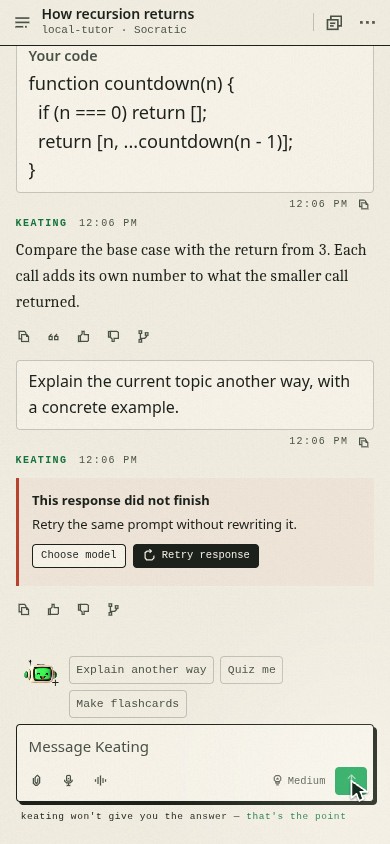 How recursion returns
local-tutor · Socratic
Your code
function countdown(n) {
if (n === 0) return [];
return [n, ...countdown(n - 1)];
}
12:06 PM
KEATING 12:06 PM
Compare the base case with the return from 3. Each
call adds its own number to what the smaller call
returned.
Explain the current topic another way, with
a concrete example.
12:06 PM
KEATING 12:06 PM
This response did not finish
Retry the same prompt without rewriting it.
Choose model
Retry response
Explain another way
Quiz me
Make flashcards
Message Keating
Medium
keating won't give you the answer — that's the point